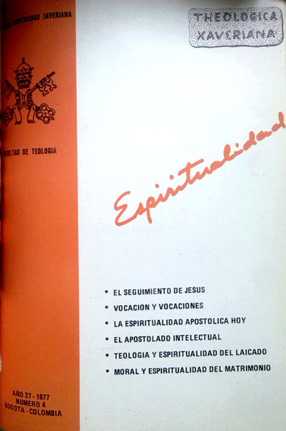 UNIVERSIDAD JAVERIANA
THEOLOGICA
XAVERIANA
FACULTAD DE TEOLOGIA
Espiritualidad
• EL SEGUIMIENTO DE JESUS
• VOCACION Y VOCACIONES
• LA ESPIRITUALIDAD APOSTOLICA HOY
• EL APOSTOLADO INTELECTUAL
• TEOLOGIA Y ESPIRITUALIDAD DEL LAICADO
• MORAL Y ESPIRITUALIDAD DEL MATRIMONIO
AÑO 27 - 1977
NUMERO 4
BOGOTA - COLOMBIA